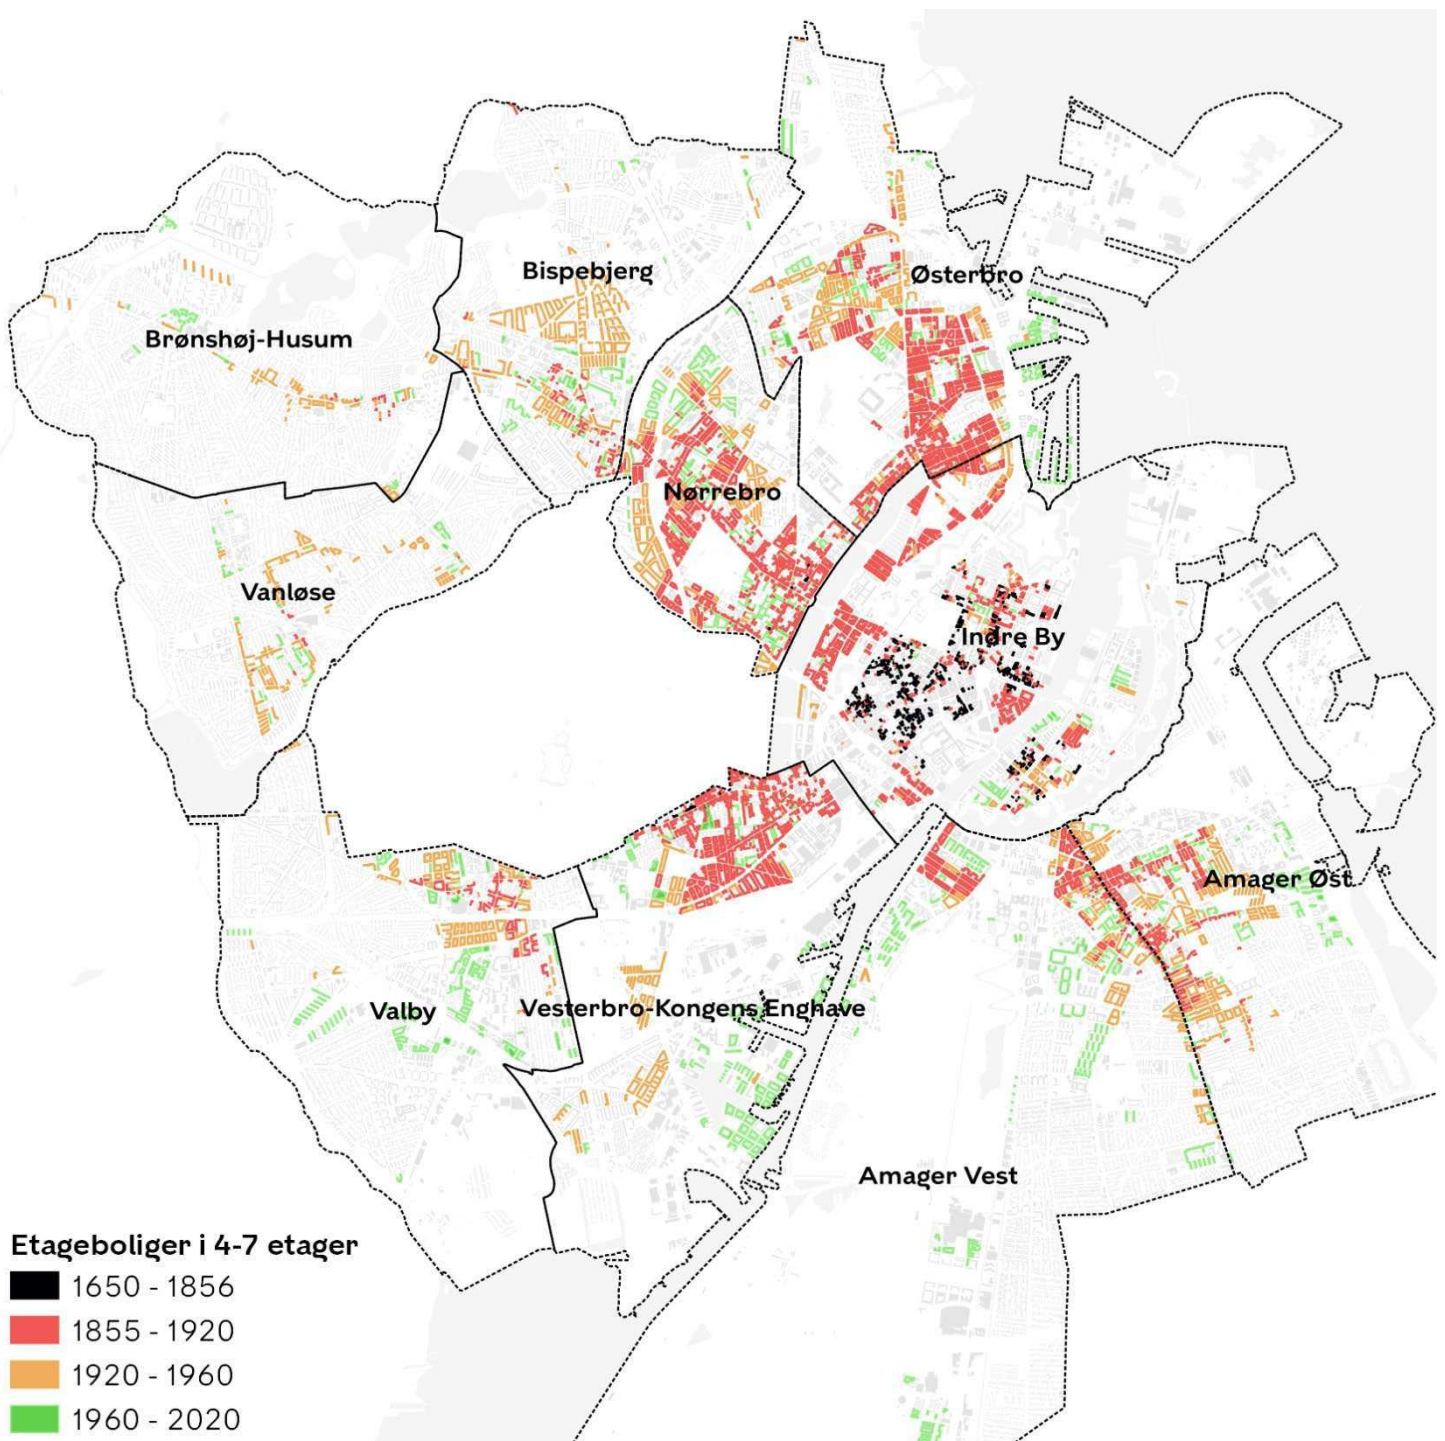 Bispebjerg
Østerbro
Brønshøj-Husum
Nørrebro
Vanløse
Indre By
Amager Øst
Valby
Vesterbro-Kongens Enghave
Amager Vest
Etageboliger i 4-7 etager
1650 - 1856
1855 - 1920
1920 - 1960
1960 - 2020